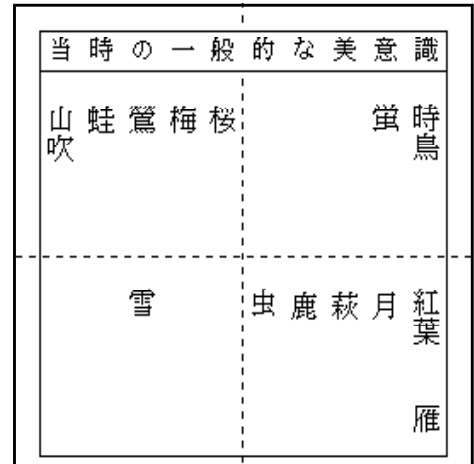 当時の一般的な美意識
時鳥
蛍
桜
梅
鶯
蛙
山吹
紅葉
雁
月
萩
鹿
虫
雪